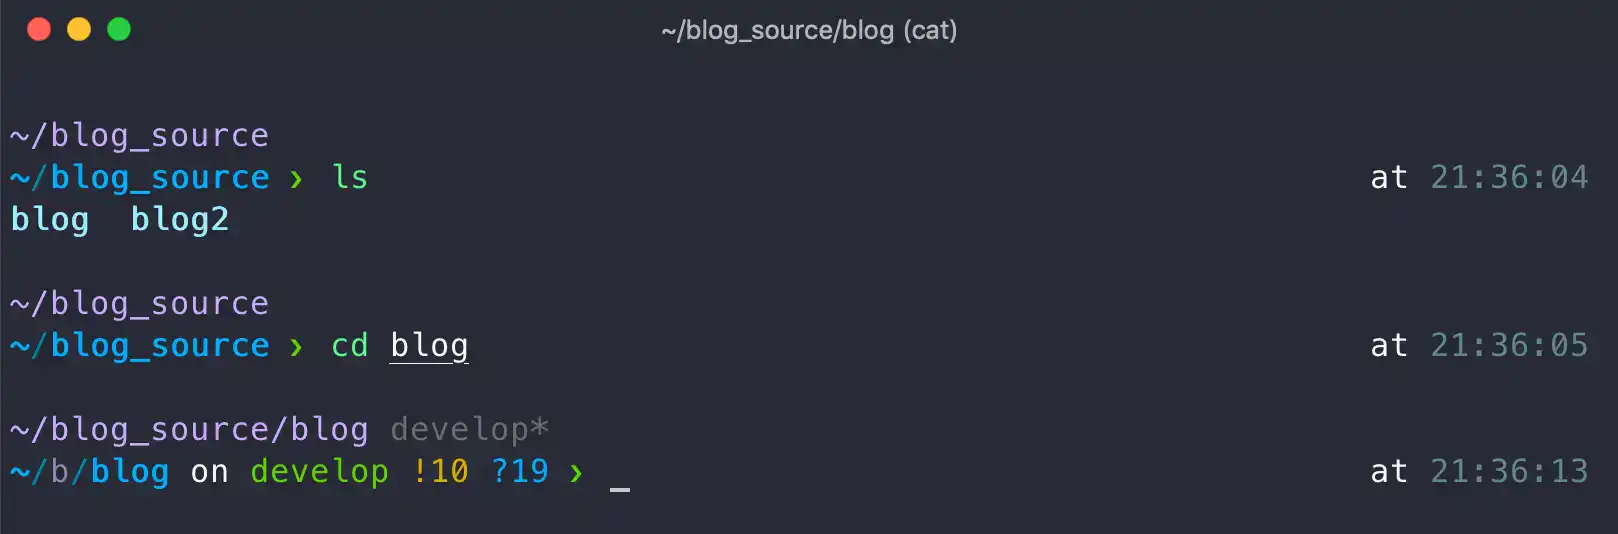 ~/blog_source/blog (cat)
~/blog_source
~/blog_source ❯ ls at 21:36:04
blog blog2
~/blog_source
~/blog_source ❯ cd blog at 21:36:05
~/blog_source/blog develop*
~/b/blog on develop !10 ?19 ❯ _ at 21:36:13